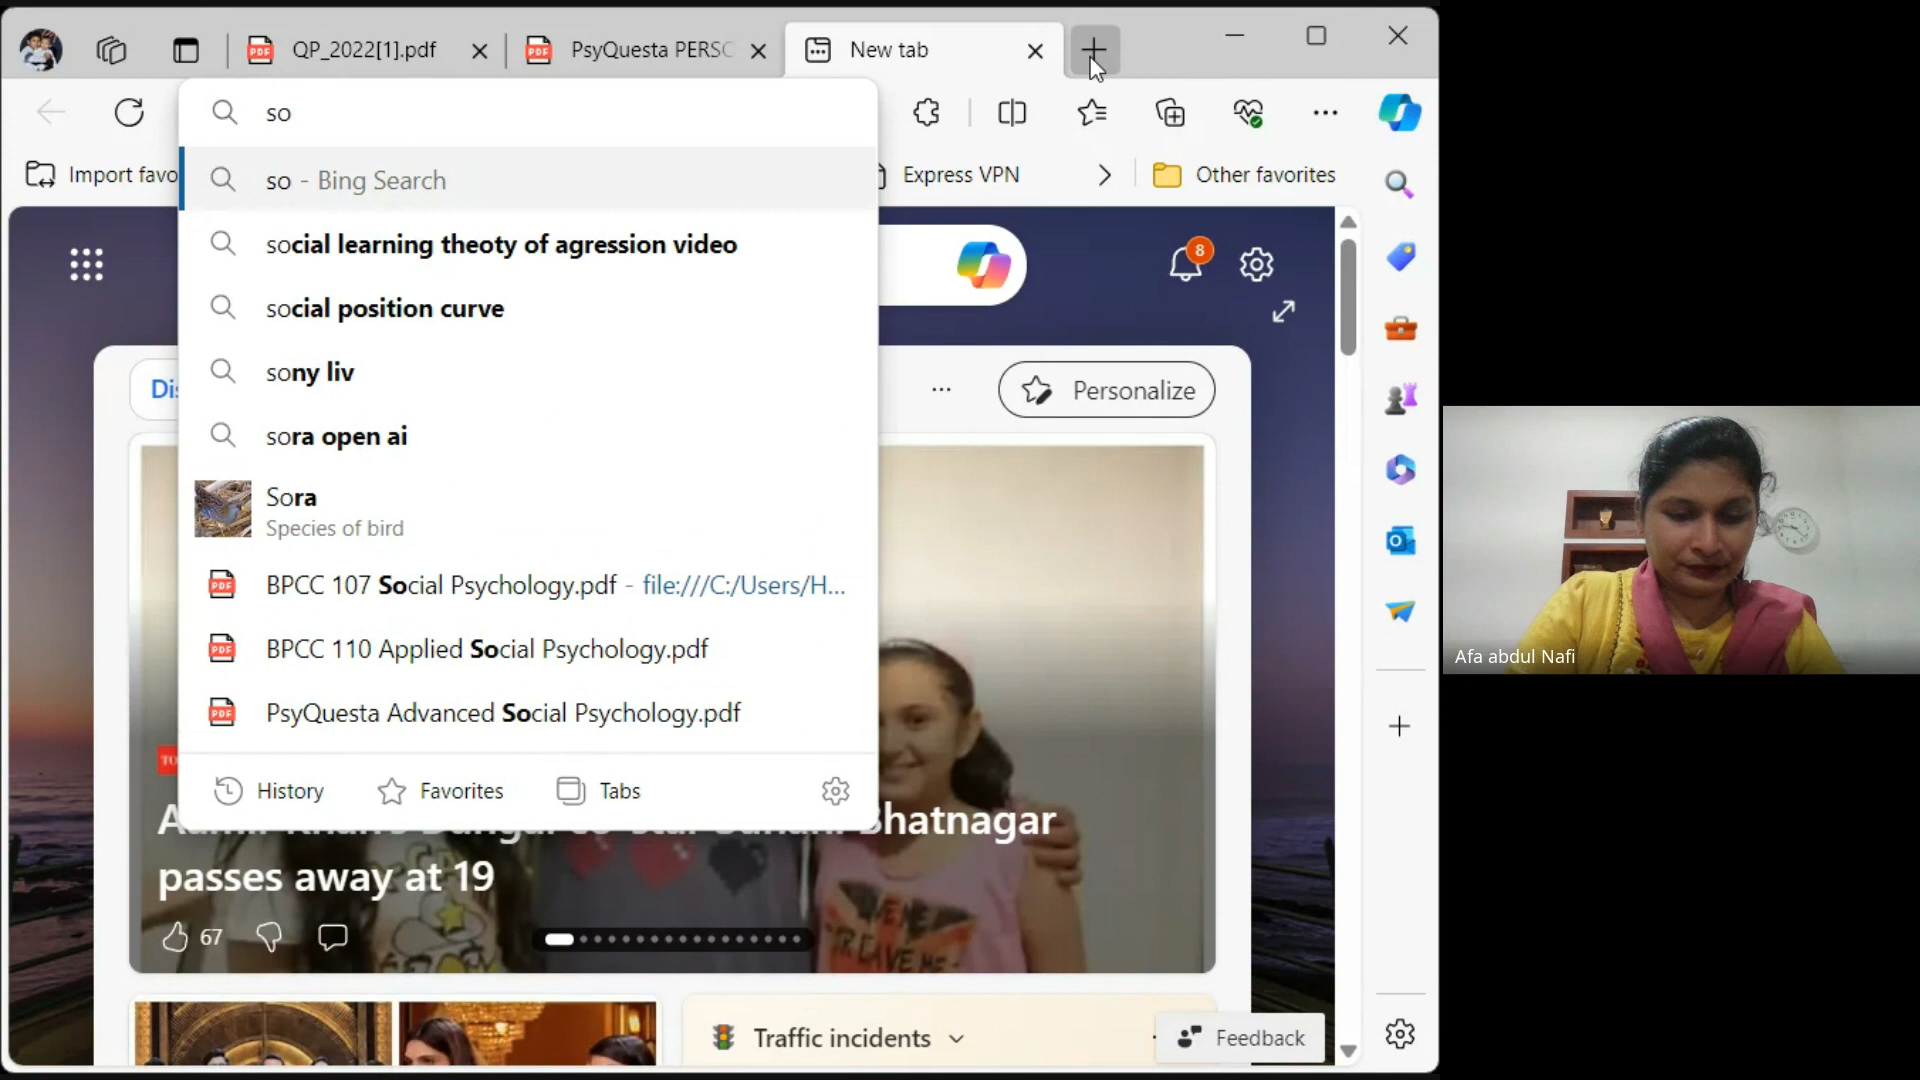 QP_2022[1].pdf
PsyQuesta PERSC
New tab
so
so - Bing Search
social learning theoty of agression video
social position curve
sony liv
sora open ai
Sora
Species of bird
BPCC 107 Social Psychology.pdf - file:///C:/Users/H...
BPCC 110 Applied Social Psychology.pdf
PsyQuesta Advanced Social Psychology.pdf
History
Favorites
Tabs
Import favo
Express VPN
Other favorites
8
Personalize
Bhatnagar
passes away at 19
67
Traffic incidents
Feedback
Afa abdul Nafi